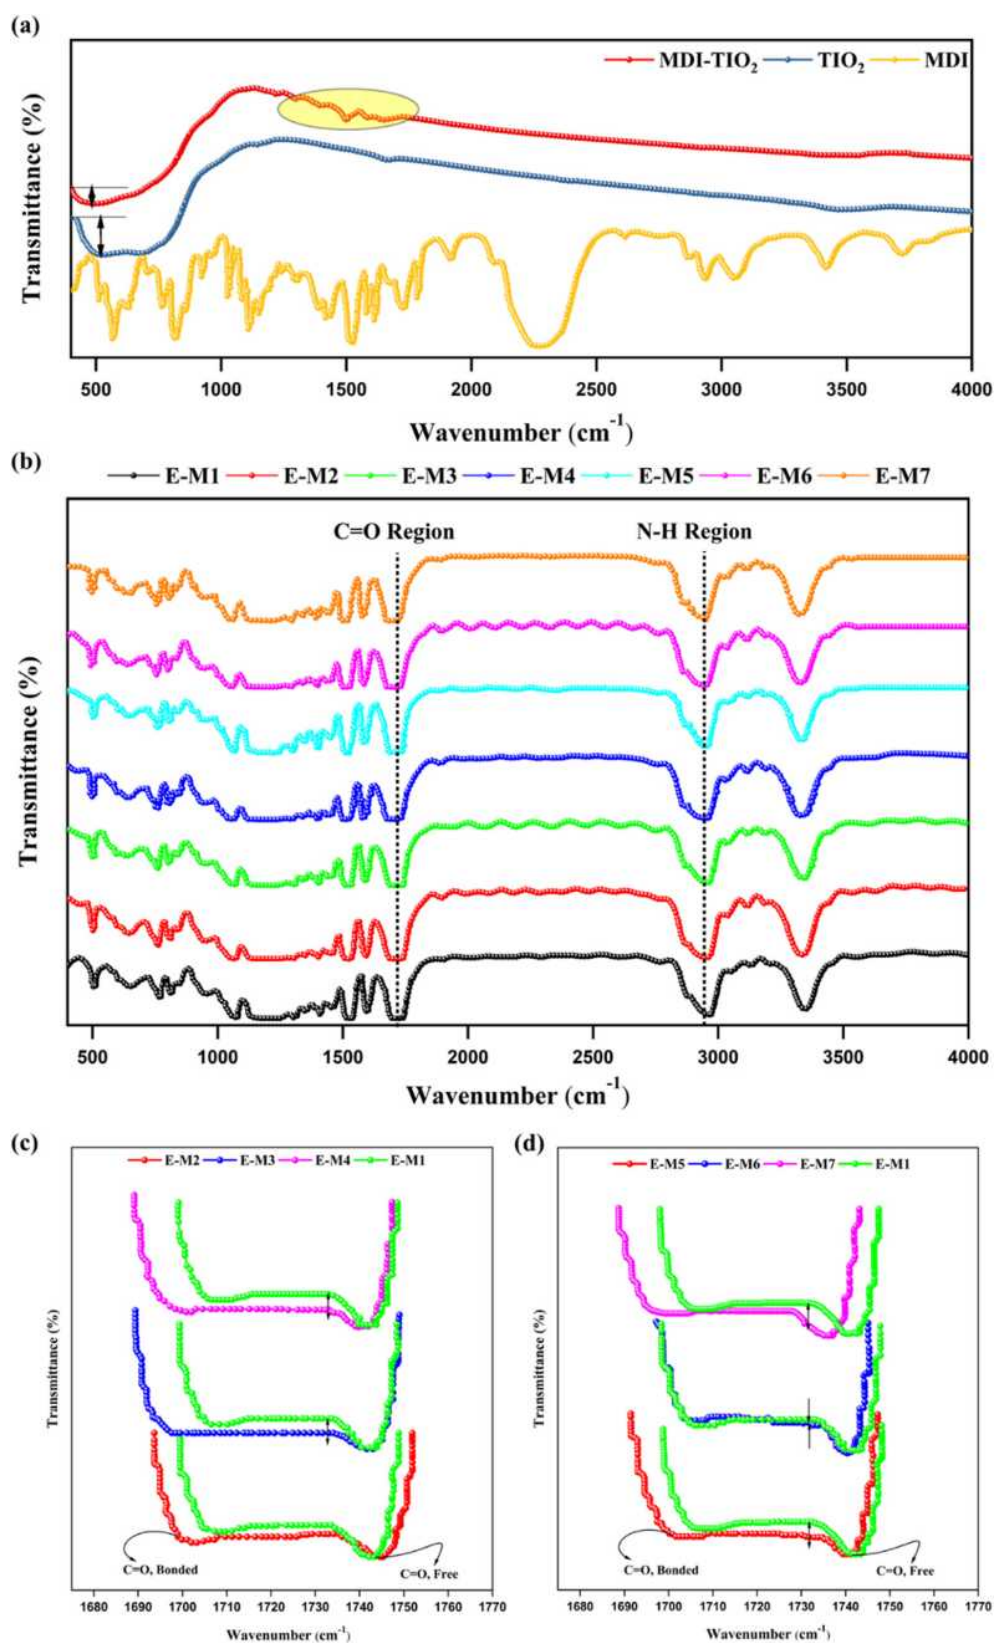 (a)
MDI-TIO₂ TIO₂ MDI
Transmittance (%)
500 1000 1500 2000 2500 3000 3500 4000
Wavenumber (cm⁻¹)
(b)
E-M1 E-M2 E-M3 E-M4 E-M5 E-M6 E-M7
C=O Region N-H Region
Transmittance (%)
500 1000 1500 2000 2500 3000 3500 4000
Wavenumber (cm⁻¹)
(c)
E-M2 E-M3 E-M4 E-M1
Transmittance (%)
C=O, Bonded
C=O, Free
1680 1690 1700 1710 1720 1730 1740 1750 1760 1770
Wavenumber (cm⁻¹)
(d)
E-M5 E-M6 E-M7 E-M1
Transmittance (%)
C=O, Bonded
C=O, Free
1680 1690 1700 1710 1720 1730 1740 1750 1760 1770
Wavenumber (cm⁻¹)